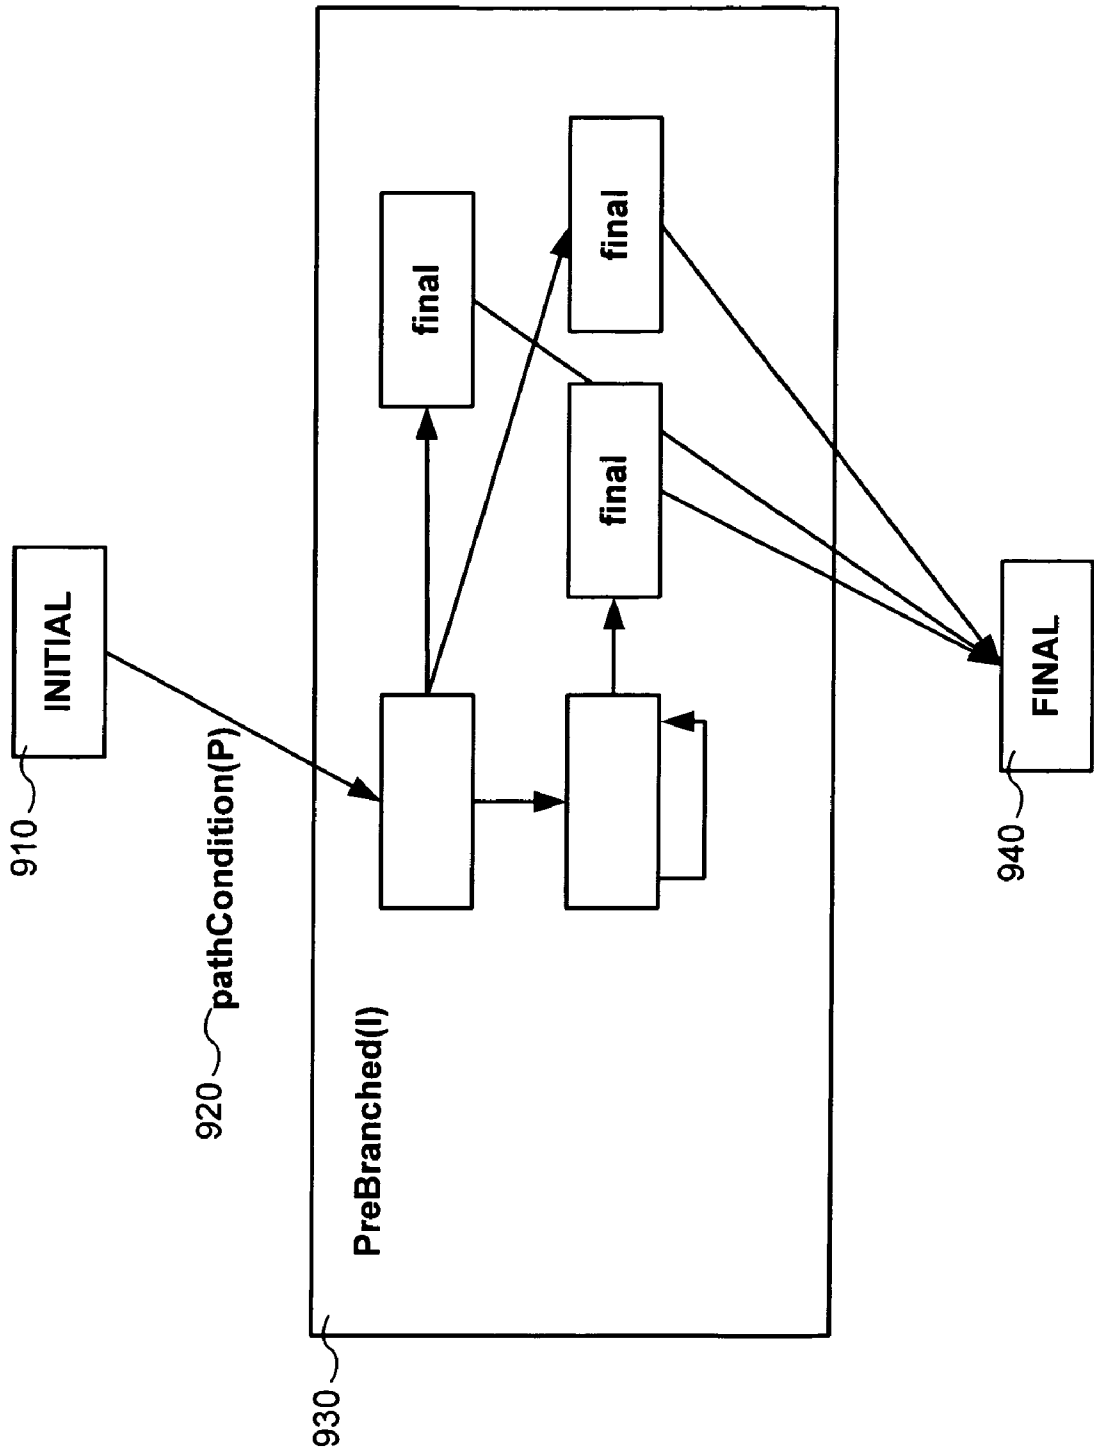 910
INITIAL
920
pathCondition(P)
930
PreBranched(I)
final
final
final
940
FINAL